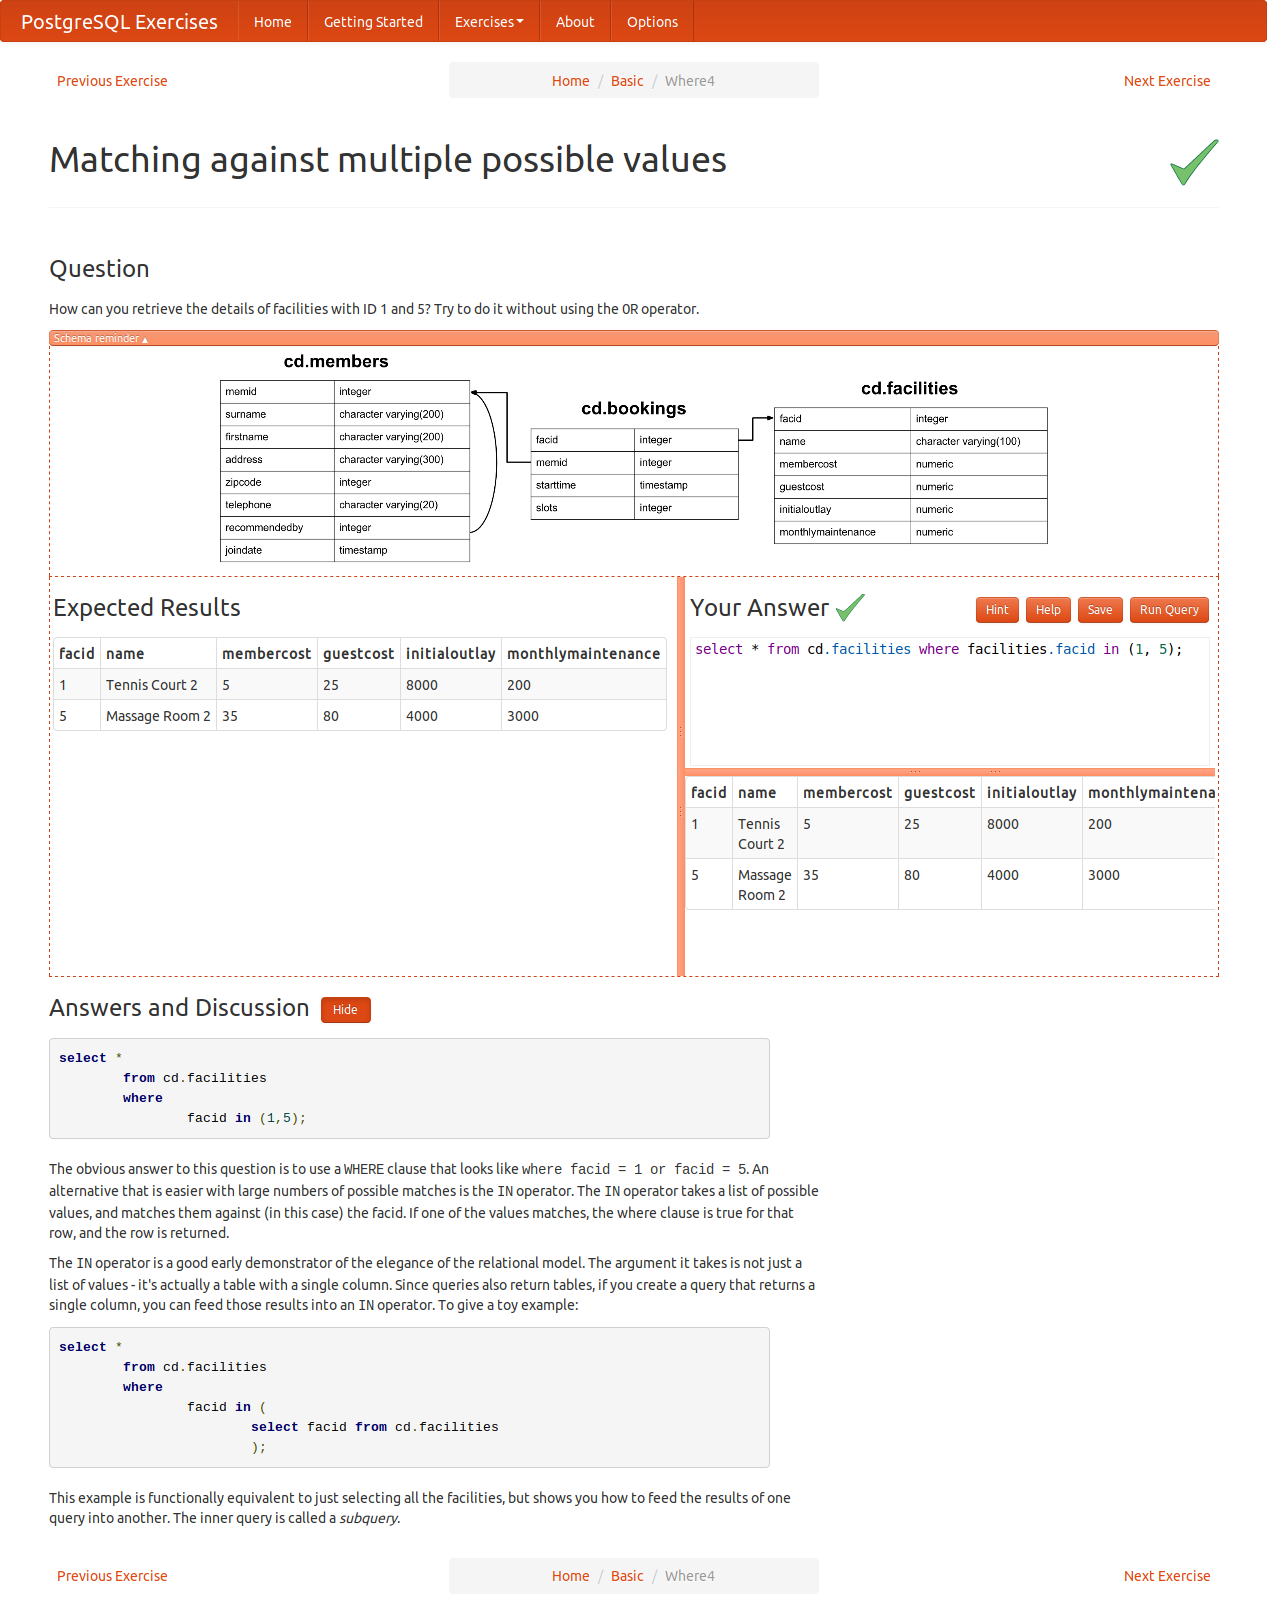 PostgreSQL Exercises Home Getting Started Exercises About Options
Previous Exercise Home / Basic / Where4 Next Exercise
Matching against multiple possible values
Question
How can you retrieve the details of facilities with ID 1 and 5? Try to do it without using the OR operator.
Schema reminder
cd.members
memid integer
surname character varying(200)
firstname character varying(200)
address character varying(300)
zipcode integer
telephone character varying(20)
recommendedby integer
joindate timestamp
cd.bookings
facid integer
memid integer
starttime timestamp
slots integer
cd.facilities
facid integer
name character varying(100)
membercost numeric
guestcost numeric
initialoutlay numeric
monthlymaintenance numeric
Expected Results
facid name membercost guestcost initialoutlay monthlymaintenance
1 Tennis Court 2 5 25 8000 200
5 Massage Room 2 35 80 4000 3000
Your Answer Hint Help Save Run Query
select * from cd.facilities where facilities.facid in (1, 5);
facid name membercost guestcost initialoutlay monthlymaintena
1 Tennis 5 25 8000 200
Court 2
5 Massage 35 80 4000 3000
Room 2
Answers and Discussion Hide
select *
from cd.facilities
where
facid in (1,5);
The obvious answer to this question is to use a WHERE clause that looks like where facid = 1 or facid = 5. An
alternative that is easier with large numbers of possible matches is the IN operator. The IN operator takes a list of possible
values, and matches them against (in this case) the facid. If one of the values matches, the where clause is true for that
row, and the row is returned.
The IN operator is a good early demonstrator of the elegance of the relational model. The argument it takes is not just a
list of values - it's actually a table with a single column. Since queries also return tables, if you create a query that returns a
single column, you can feed those results into an IN operator. To give a toy example:
select *
from cd.facilities
where
facid in (
select facid from cd.facilities
);
This example is functionally equivalent to just selecting all the facilities, but shows you how to feed the results of one
query into another. The inner query is called a subquery.
Previous Exercise Home / Basic / Where4 Next Exercise